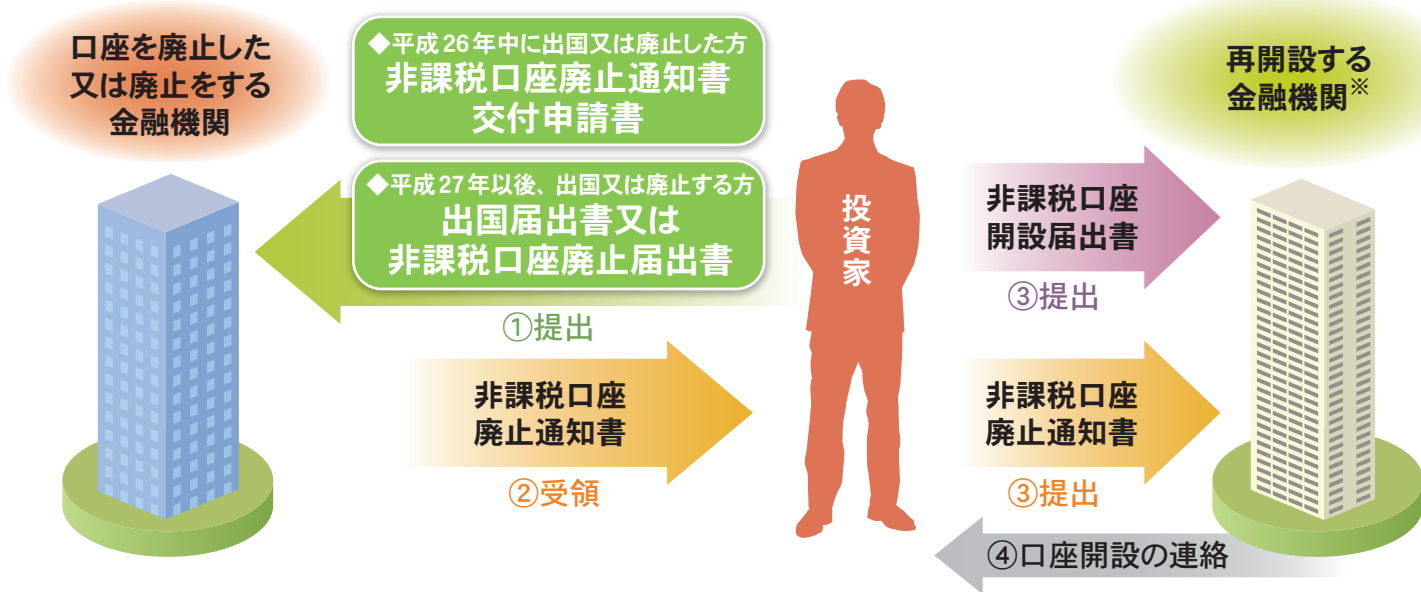 口座を廃止した
又は廃止をする
金融機関
◆平成26年中に出国又は廃止した方
非課税口座廃止通知書
交付申請書
◆平成27年以後、出国又は廃止する方
出国届出書又は
非課税口座廃止届出書
①提出
非課税口座
廃止通知書
②受領
投資家
再開設する
金融機関※
非課税口座
開設届出書
③提出
非課税口座
廃止通知書
③提出
④口座開設の連絡